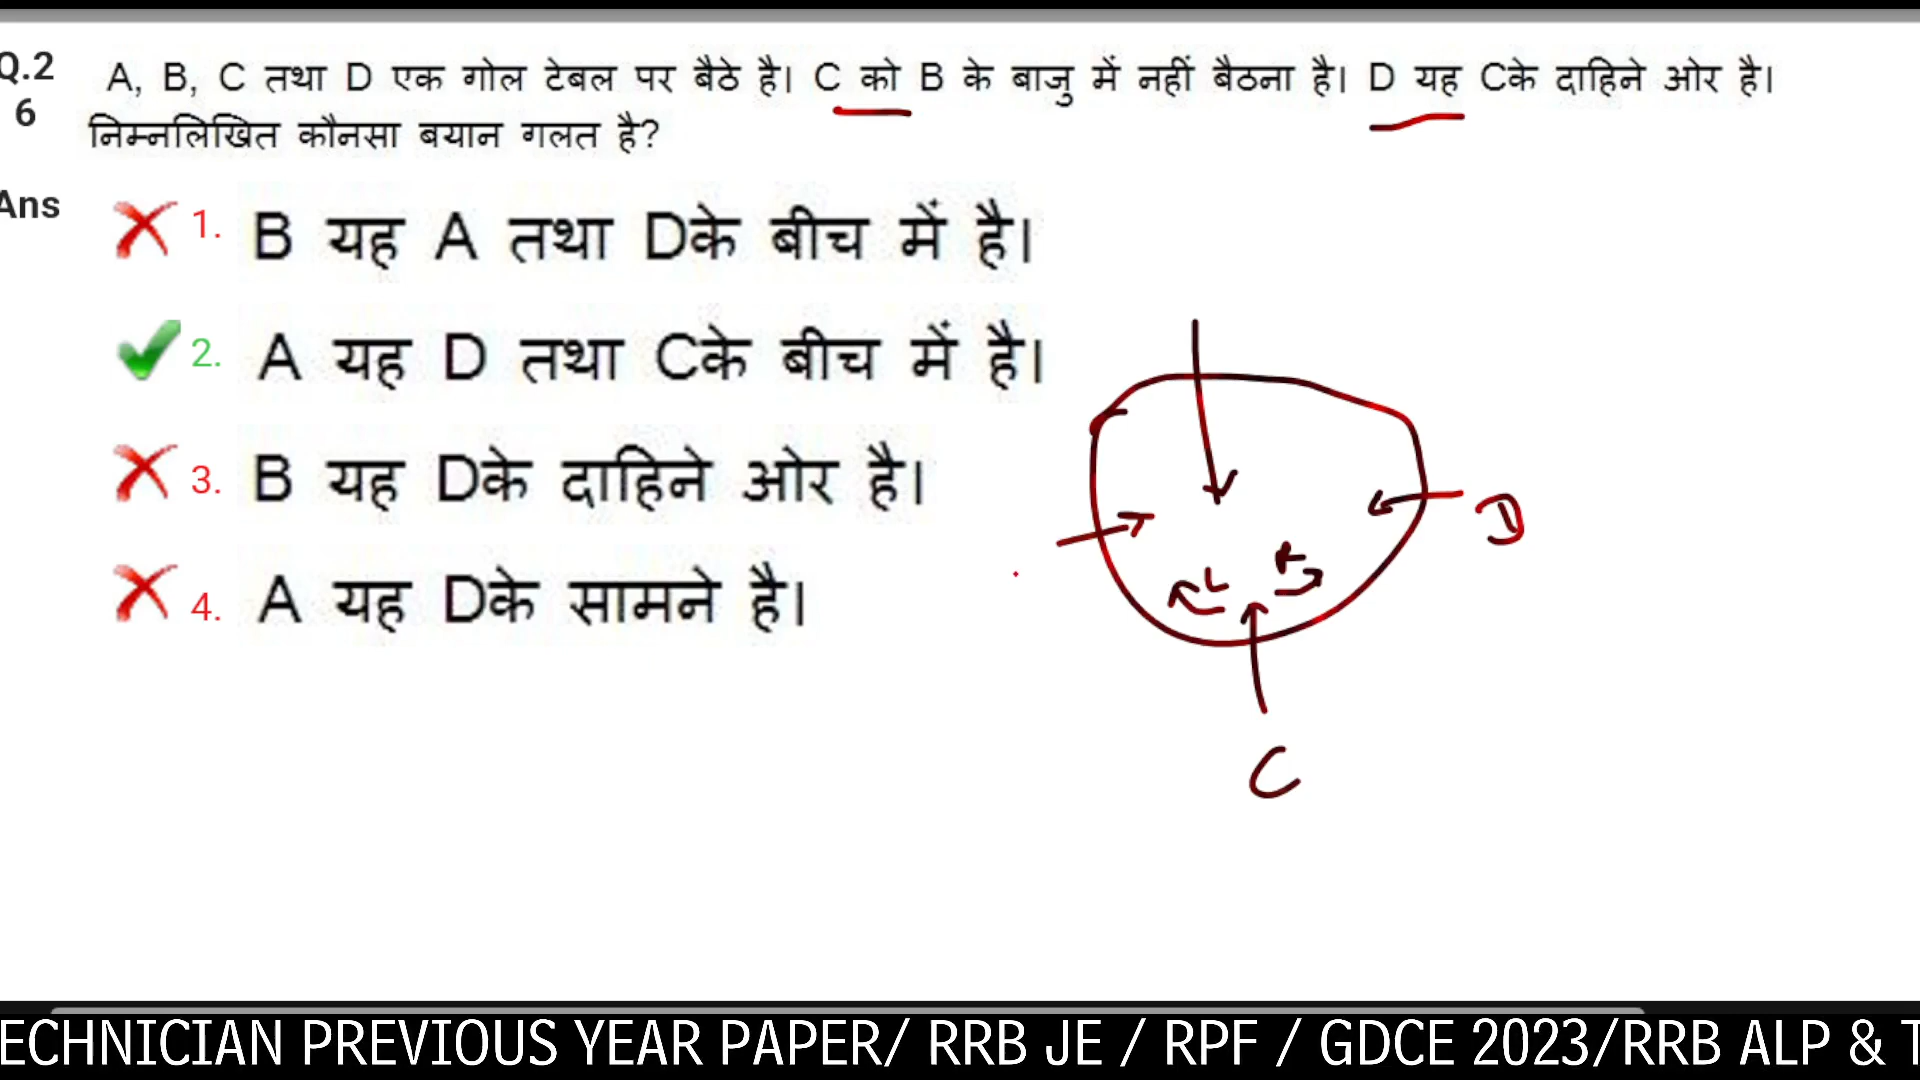 Q.2 A, B, C तथा D एक गोल टेबल पर बैठे है। C को B के बाजु में नहीं बैठना है। D यह Cके दाहिने ओर है।
6 निम्नलिखित कौनसा बयान गलत है?
Ans
1. B यह A तथा Dके बीच में है।
2. A यह D तथा Cके बीच में है।
3. B यह Dके दाहिने ओर है।
4. A यह Dके सामने है।
D
L R
C
ECHNICIAN PREVIOUS YEAR PAPER/ RRB JE / RPF / GDCE 2023/RRB ALP & T